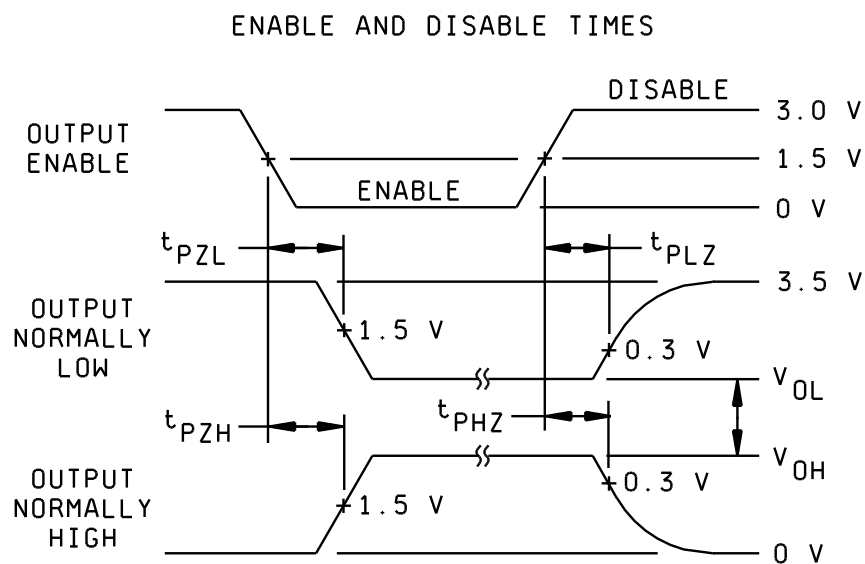 ENABLE AND DISABLE TIMES
DISABLE
3.0 V
OUTPUT
ENABLE
1.5 V
ENABLE
0 V
tPZL
tPLZ
3.5 V
OUTPUT
NORMALLY
LOW
1.5 V
0.3 V
VOL
tPZH
tPHZ
VOH
OUTPUT
NORMALLY
HIGH
1.5 V
0.3 V
0 V